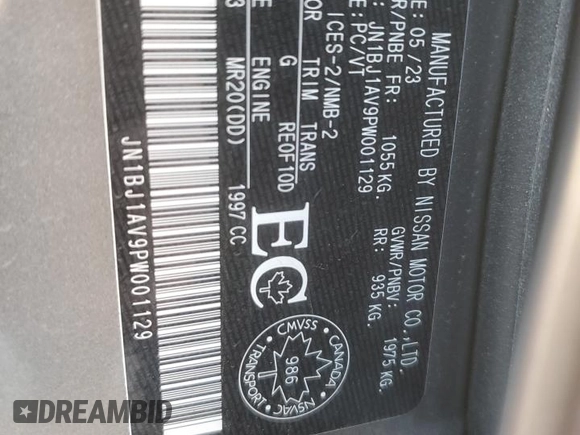 MANUFACTURED BY NISSAN MOTOR CO.,LTD.
05/23 GVWR/PNBV: 1975 KG.
R/PNBE FR: 1055 KG. RR: 935 KG.
JN1BJ1AV9PW001129
E:PC/VT
ICES-2/NMB-2
OR TRIM TRANS
G RE0F10D
ENGINE
3 MR20(DD) 1997 CC
EC
CMVSS
CANADA
NSVAC
TRANSPORT
986
JN1BJ1AV9PW001129
DREAMBID